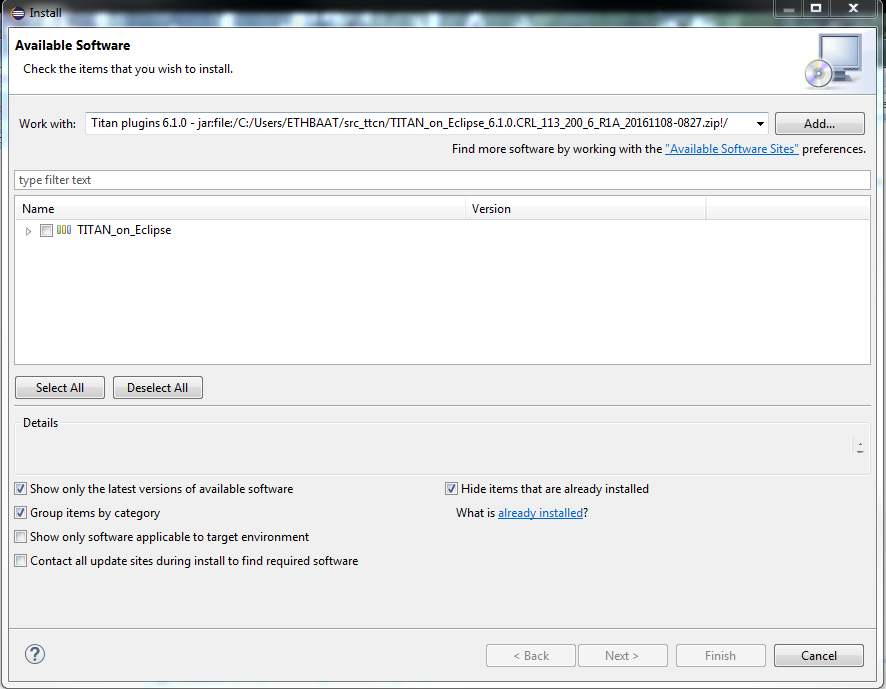 Install
Available Software
Check the items that you wish to install.
Work with: Titan plugins 6.1.0 - jar:file:/C:/Users/ETHBAAT/src_ttcn/TITAN_on_Eclipse_6.1.0.CRL_113_200_6_R1A_20161108-0827.zip!/ Add...
Find more software by working with the "Available Software Sites" preferences.
type filter text
Name Version
TITAN_on_Eclipse
Select All Deselect All
Details
Show only the latest versions of available software Hide items that are already installed
Group items by category What is already installed?
Show only software applicable to target environment
Contact all update sites during install to find required software
? < Back Next > Finish Cancel